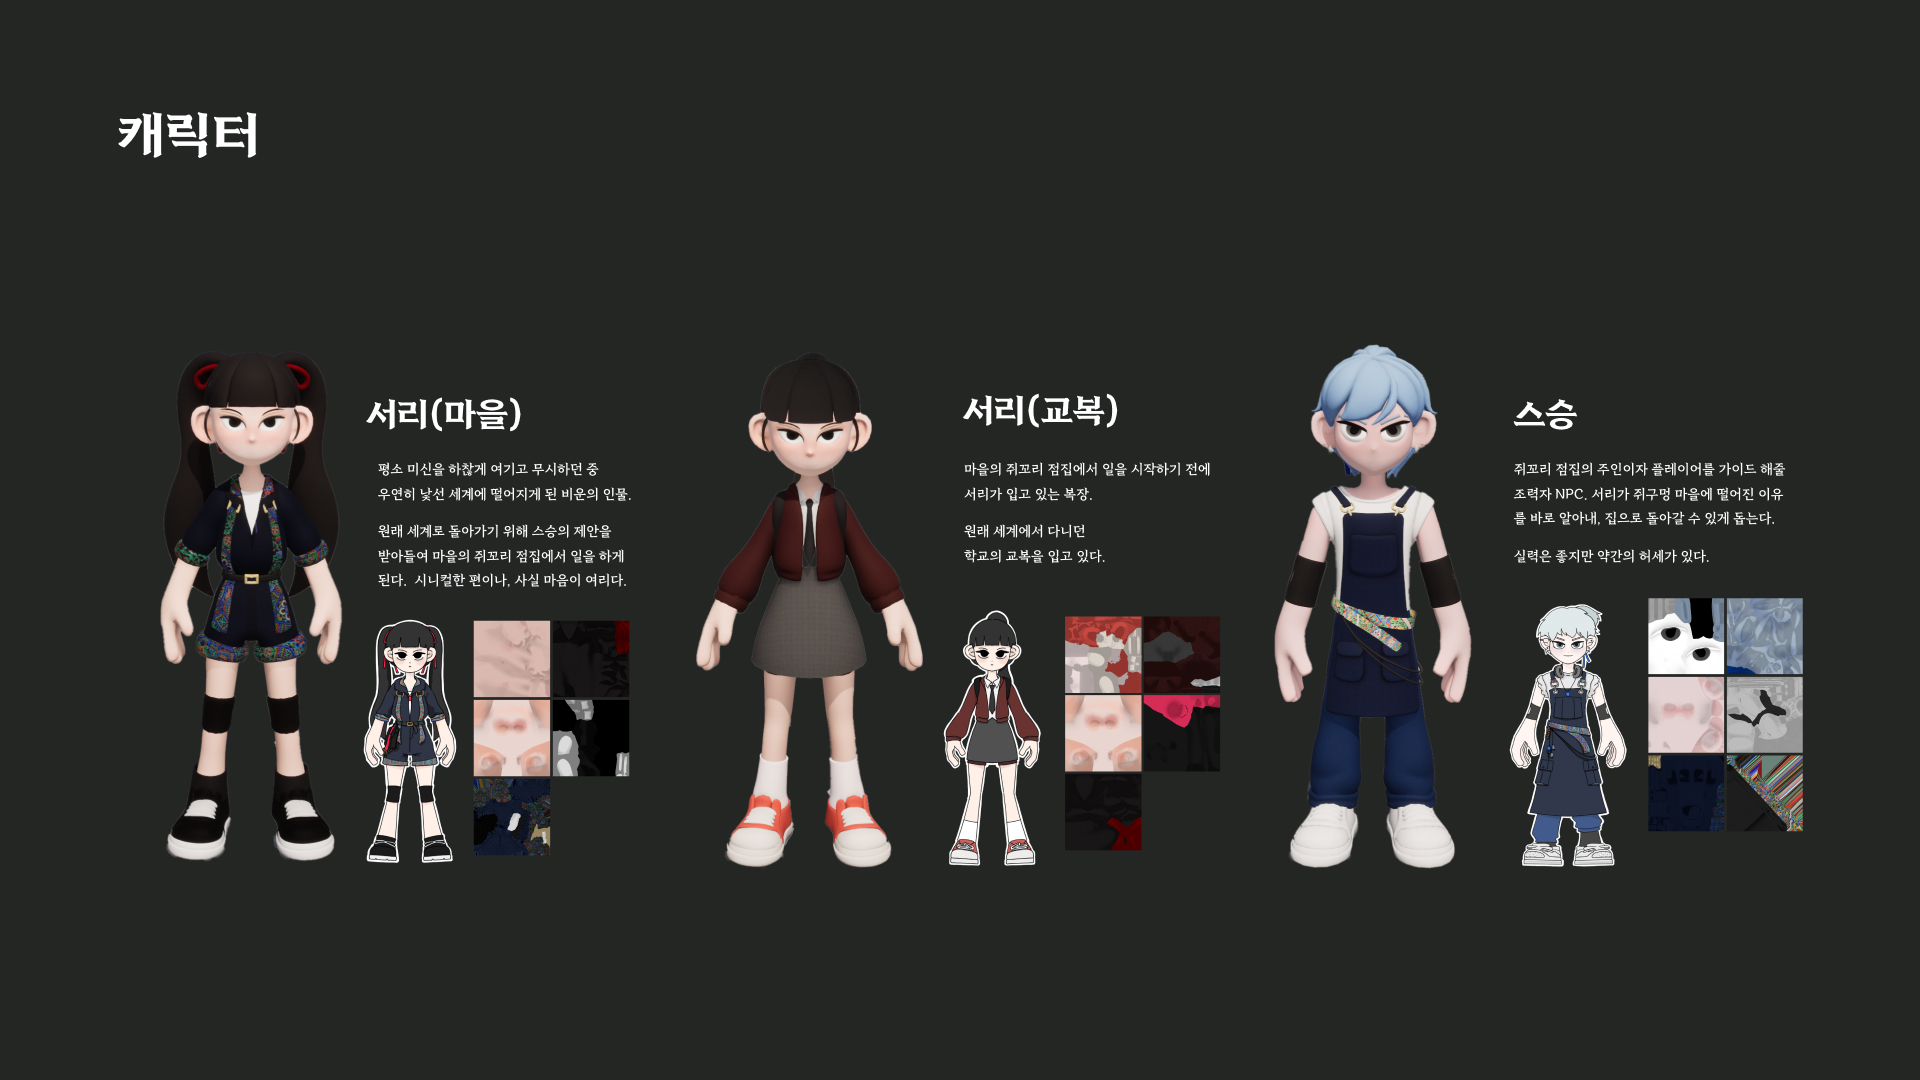 캐릭터
서리(마을)
평소 미신을 하찮게 여기고 무시하던 중
우연히 낯선 세계에 떨어지게 된 비운의 인물.
원래 세계로 돌아가기 위해 스승의 제안을
받아들여 마을의 쥐꼬리 점집에서 일을 하게
된다. 시니컬한 편이나, 사실 마음이 여리다.
서리(교복)
마을의 쥐꼬리 점집에서 일을 시작하기 전에
서리가 입고 있는 복장.
원래 세계에서 다니던
학교의 교복을 입고 있다.
스승
쥐꼬리 점집의 주인이자 플레이어를 가이드 해줄
조력자 NPC. 서리가 쥐구멍 마을에 떨어진 이유
를 바로 알아내, 집으로 돌아갈 수 있게 돕는다.
실력은 좋지만 약간의 허세가 있다.